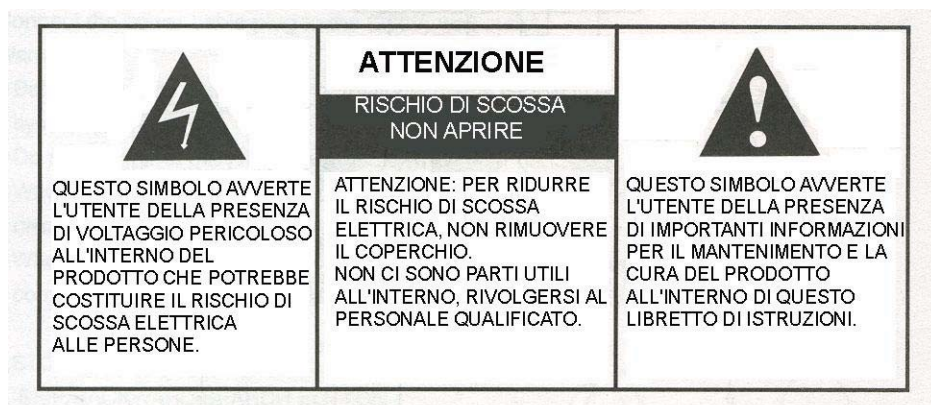 QUESTO SIMBOLO AVVERTE
L'UTENTE DELLA PRESENZA
DI VOLTAGGIO PERICOLOSO
ALL'INTERNO DEL
PRODOTTO CHE POTREBBE
COSTITUIRE IL RISCHIO DI
SCOSSA ELETTRICA
ALLE PERSONE.
ATTENZIONE
RISCHIO DI SCOSSA
NON APRIRE
ATTENZIONE: PER RIDURRE
IL RISCHIO DI SCOSSA
ELETTRICA, NON RIMUOVERE
IL COPERCHIO.
NON CI SONO PARTI UTILI
ALL'INTERNO, RIVOLGERSI AL
PERSONALE QUALIFICATO.
QUESTO SIMBOLO AVVERTE
L'UTENTE DELLA PRESENZA
DI IMPORTANTI INFORMAZIONI
PER IL MANTENIMENTO E LA
CURA DEL PRODOTTO
ALL'INTERNO DI QUESTO
LIBRETTO DI ISTRUZIONI.